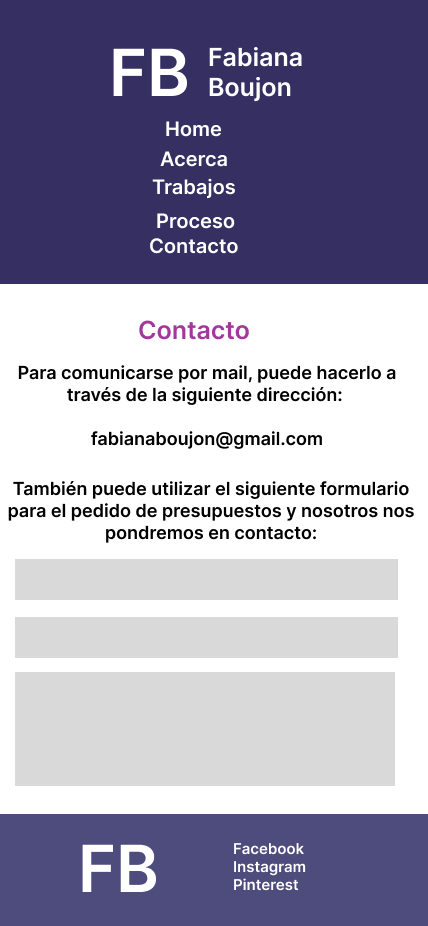 FB
Fabiana
Boujon
Home
Acerca
Trabajos
Proceso
Contacto
Contacto
Para comunicarse por mail, puede hacerlo a
través de la siguiente dirección:
fabianaboujon@gmail.com
También puede utilizar el siguiente formulario
para el pedido de presupuestos y nosotros nos
pondremos en contacto:
FB
Facebook
Instagram
Pinterest